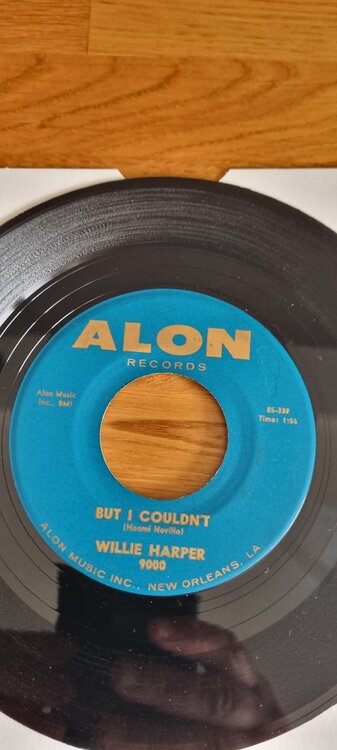 ALON
RECORDS
Alon Music
Inc., BMI
Time: 1:56
BUT I COULDN'T
(Naomi Neville)
WILLIE HARPER
9000
ALON MUSIC INC., NEW ORLEANS, LA